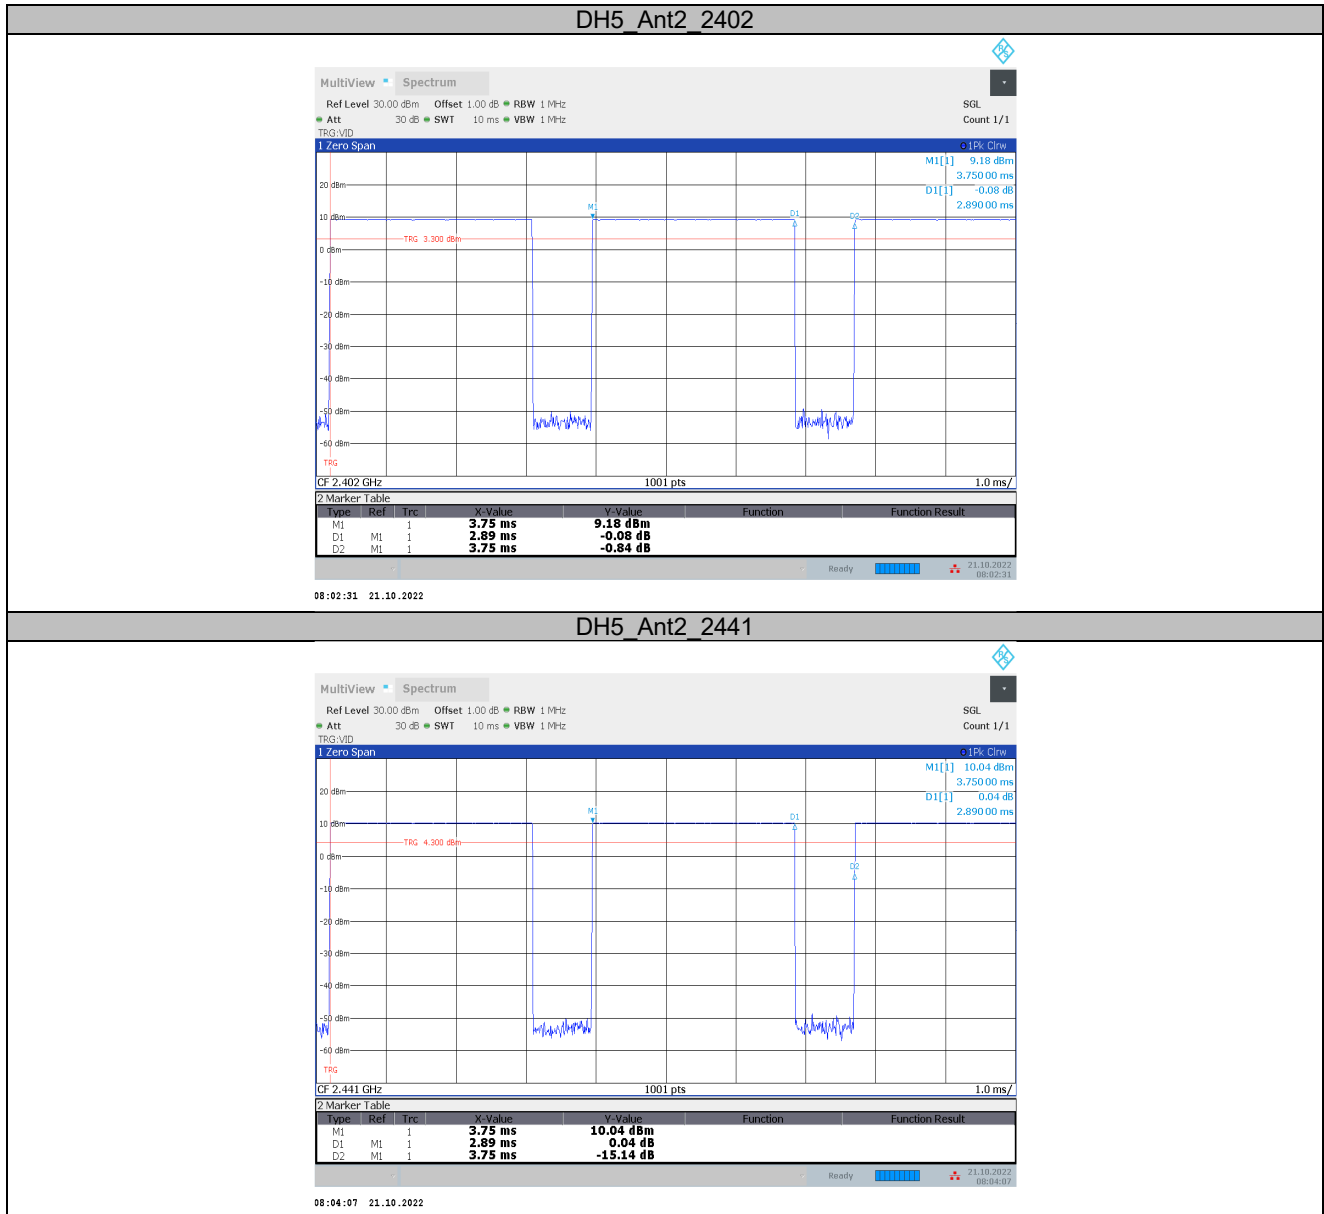 DH5_Ant2_2402
MultiView Spectrum
Ref Level 30.00 dBm Offset 1.00 dB RBW 1 MHz SGL
Att 30 dB SWT 10 ms VBW 1 MHz Count 1/1
TRG:VID
1 Zero Span 1Pk Clrw
M1[1] 9.18 dBm
3.75000 ms
20 dBm
D1[1] -0.08 dB
2.89000 ms
M1
D1
D2
10 dBm
TRG 3.300 dBm
0 dBm
-10 dBm
-20 dBm
-30 dBm
-40 dBm
-50 dBm
-60 dBm
TRG
CF 2.402 GHz 1001 pts 1.0 ms/
2 Marker Table
Type Ref Trc X-Value Y-Value Function Function Result
M1 1 3.75 ms 9.18 dBm
D1 M1 1 2.89 ms -0.08 dB
D2 M1 1 3.75 ms -0.84 dB
Ready 21.10.2022
08:02:31
08:02:31 21.10.2022
DH5_Ant2_2441
MultiView Spectrum
Ref Level 30.00 dBm Offset 1.00 dB RBW 1 MHz SGL
Att 30 dB SWT 10 ms VBW 1 MHz Count 1/1
TRG:VID
1 Zero Span 1Pk Clrw
M1[1] 10.04 dBm
3.75000 ms
20 dBm
D1[1] 0.04 dB
2.89000 ms
M1
D1
10 dBm
TRG 4.300 dBm
0 dBm
D2
-10 dBm
-20 dBm
-30 dBm
-40 dBm
-50 dBm
-60 dBm
TRG
CF 2.441 GHz 1001 pts 1.0 ms/
2 Marker Table
Type Ref Trc X-Value Y-Value Function Function Result
M1 1 3.75 ms 10.04 dBm
D1 M1 1 2.89 ms 0.04 dB
D2 M1 1 3.75 ms -15.14 dB
Ready 21.10.2022
08:04:07
08:04:07 21.10.2022